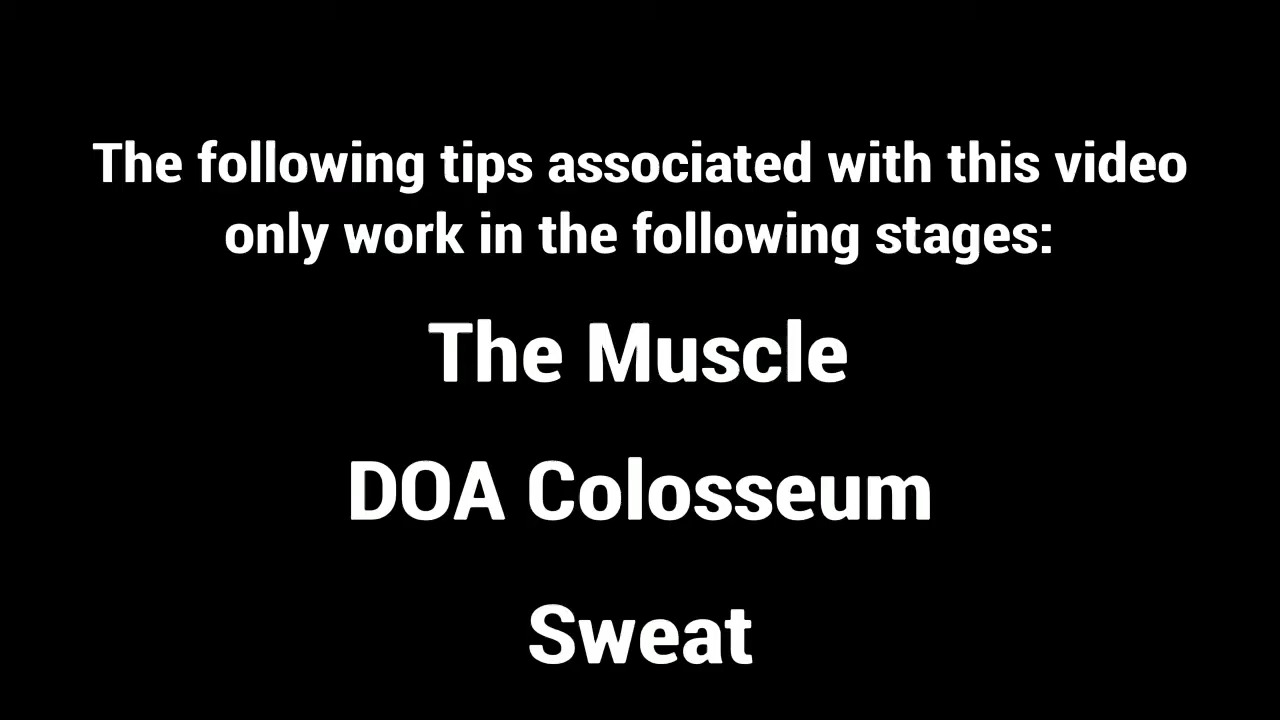 The following tips associated with this video
only work in the following stages:
The Muscle
DOA Colosseum
Sweat